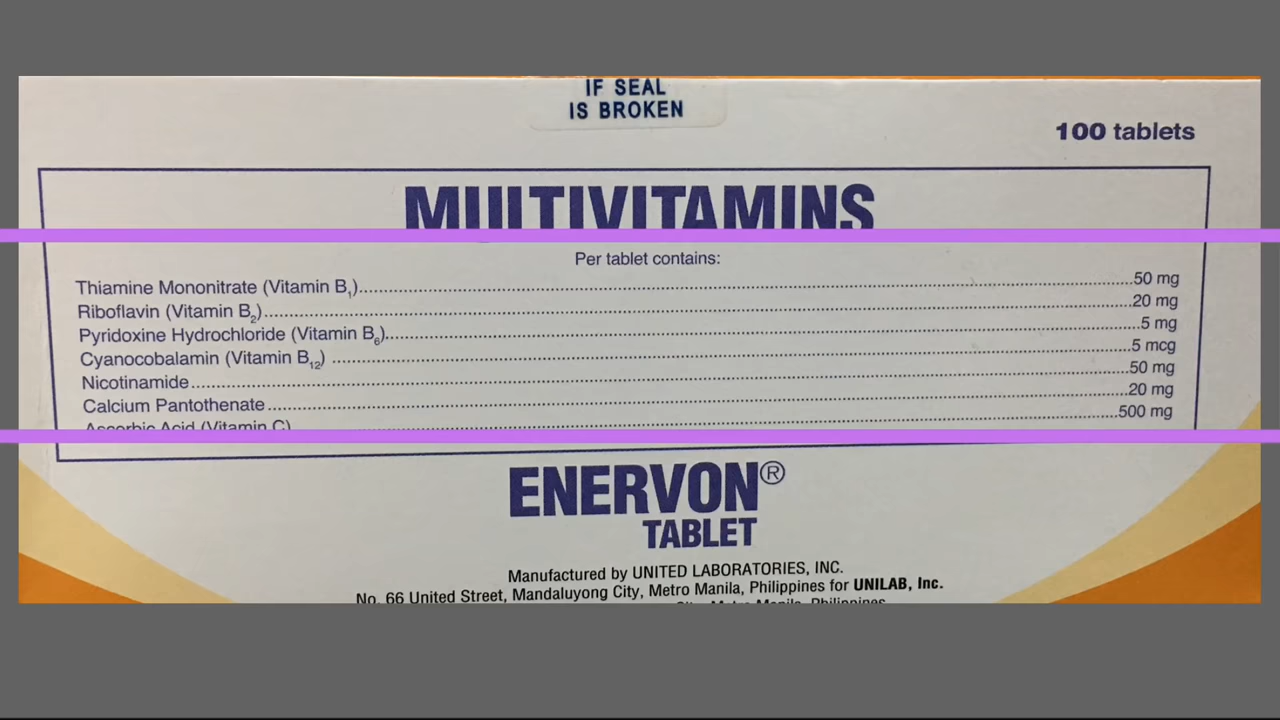 IF SEAL
IS BROKEN
100 tablets
MULTIVITAMINS
Per tablet contains:
Thiamine Mononitrate (Vitamin B₁)..........50 mg
Riboflavin (Vitamin B₂)..........20 mg
Pyridoxine Hydrochloride (Vitamin B₆)..........5 mg
Cyanocobalamin (Vitamin B₁₂) ..........5 mcg
Nicotinamide..........50 mg
Calcium Pantothenate..........20 mg
Ascorbic Acid (Vitamin C)..........500 mg
ENERVON®
TABLET
Manufactured by UNITED LABORATORIES, INC.
No. 66 United Street, Mandaluyong City, Metro Manila, Philippines for UNILAB, Inc.
City, Metro Manila, Philippines